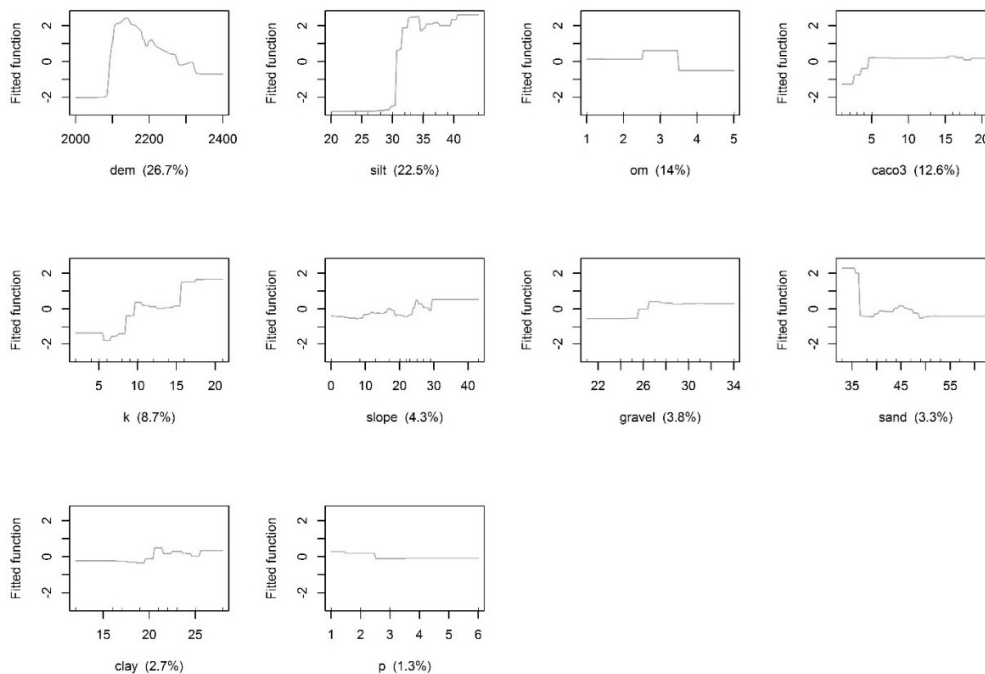 Fitted function
2
0
-2
2000 2200 2400
dem (26.7%)
Fitted function
2
0
-2
20 25 30 35 40
silt (22.5%)
Fitted function
2
0
-2
1 2 3 4 5
om (14%)
Fitted function
2
0
-2
5 10 15 20
caco3 (12.6%)
Fitted function
2
0
-2
5 10 15 20
k (8.7%)
Fitted function
2
0
-2
0 10 20 30 40
slope (4.3%)
Fitted function
2
0
-2
22 26 30 34
gravel (3.8%)
Fitted function
2
0
-2
35 45 55
sand (3.3%)
Fitted function
2
0
-2
15 20 25
clay (2.7%)
Fitted function
2
0
-2
1 2 3 4 5 6
p (1.3%)